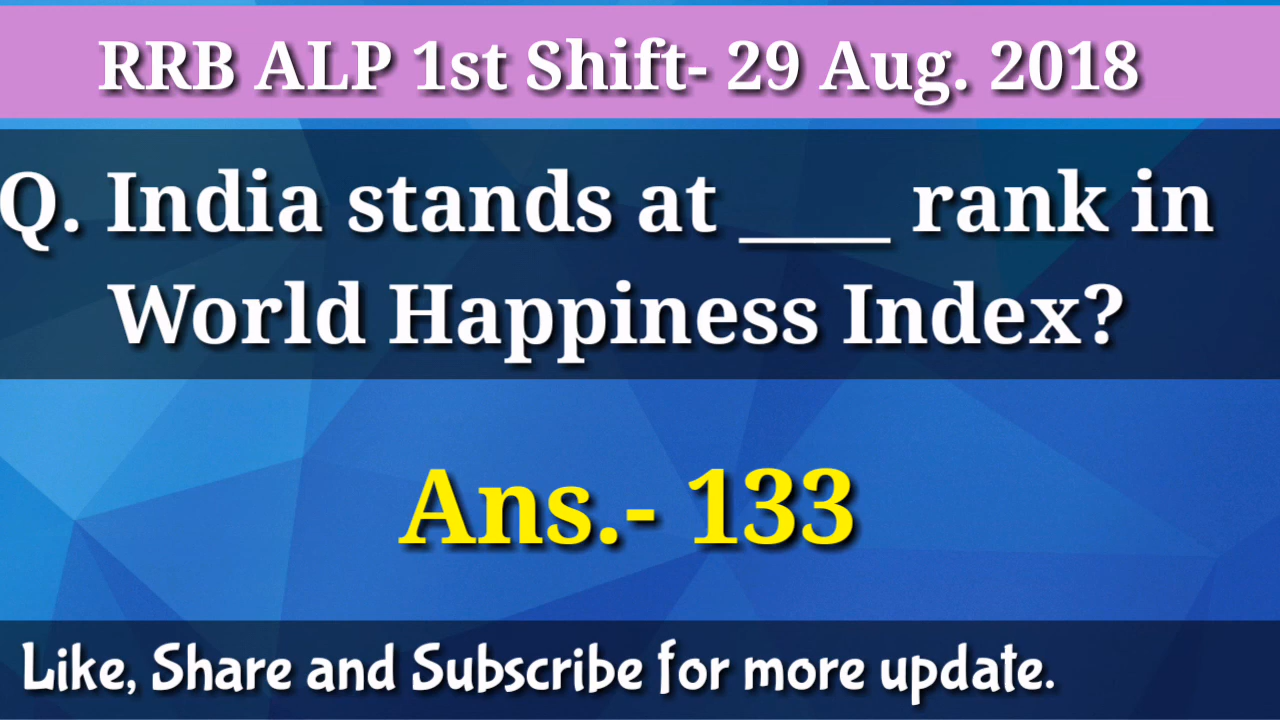 RRB ALP 1st Shift- 29 Aug. 2018
Q. India stands at ____ rank in
World Happiness Index?
Ans.- 133
Like, Share and Subscribe for more update.